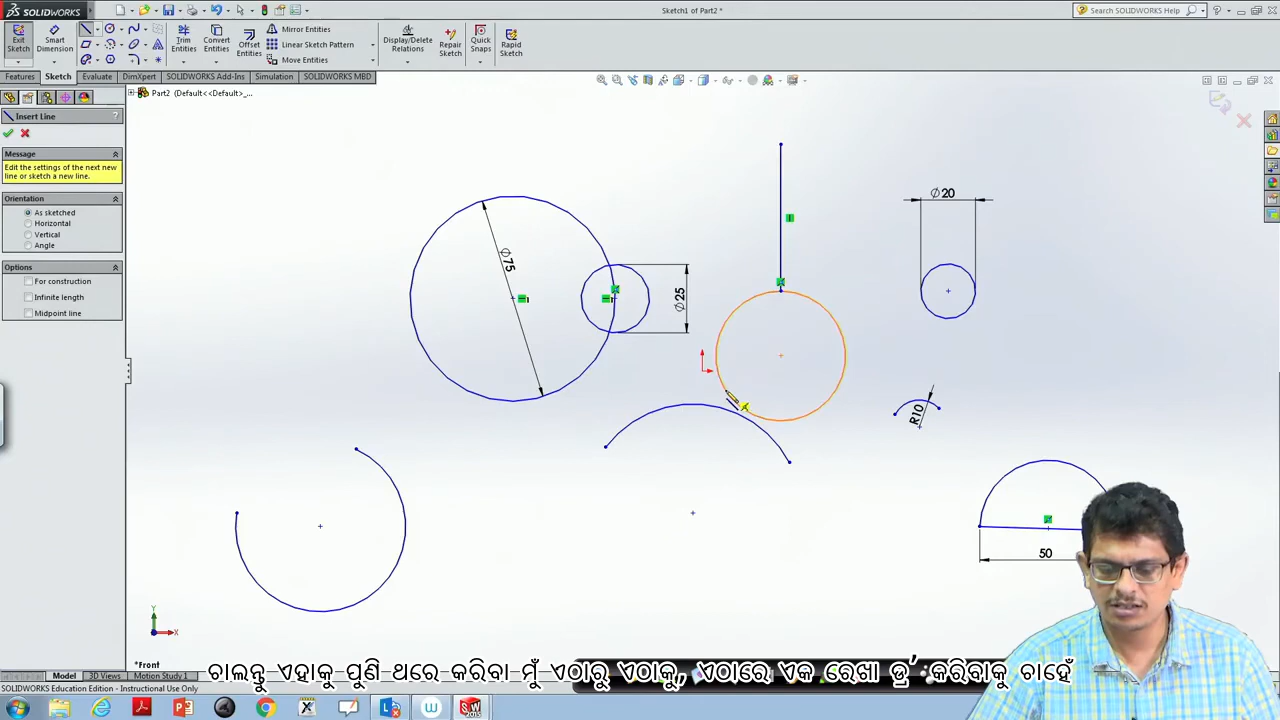 SOLIDWORKS
Sketch1 of Part2 *
Search SOLIDWORKS Help
Exit Sketch
Smart Dimension
Trim Entities
Convert Entities
Offset Entities
Mirror Entities
Linear Sketch Pattern
Move Entities
Display/Delete Relations
Repair Sketch
Quick Snaps
Rapid Sketch
Features Sketch Evaluate DimXpert SOLIDWORKS Add-Ins Simulation SOLIDWORKS MBD
Part2 (Default<<Default>_...
Insert Line
Message
Edit the settings of the next new line or sketch a new line.
Orientation
As sketched
Horizontal
Vertical
Angle
Options
For construction
Infinite length
Midpoint line
Ø75
Ø25
Ø20
R10
50
Y
X
*Front
ଚାଲନ୍ତୁ ଏହାକୁ ପୁଣି ଥରେ କରିବା ମୁଁ ଏଠାରୁ ଏଠାକୁ, ଏଠାରେ ଏକ ରେଖା ଡ୍ର' କରିବାକୁ ଚାହେଁ
Model 3D Views Motion Study 1
SOLIDWORKS Education Edition - Instructional Use Only